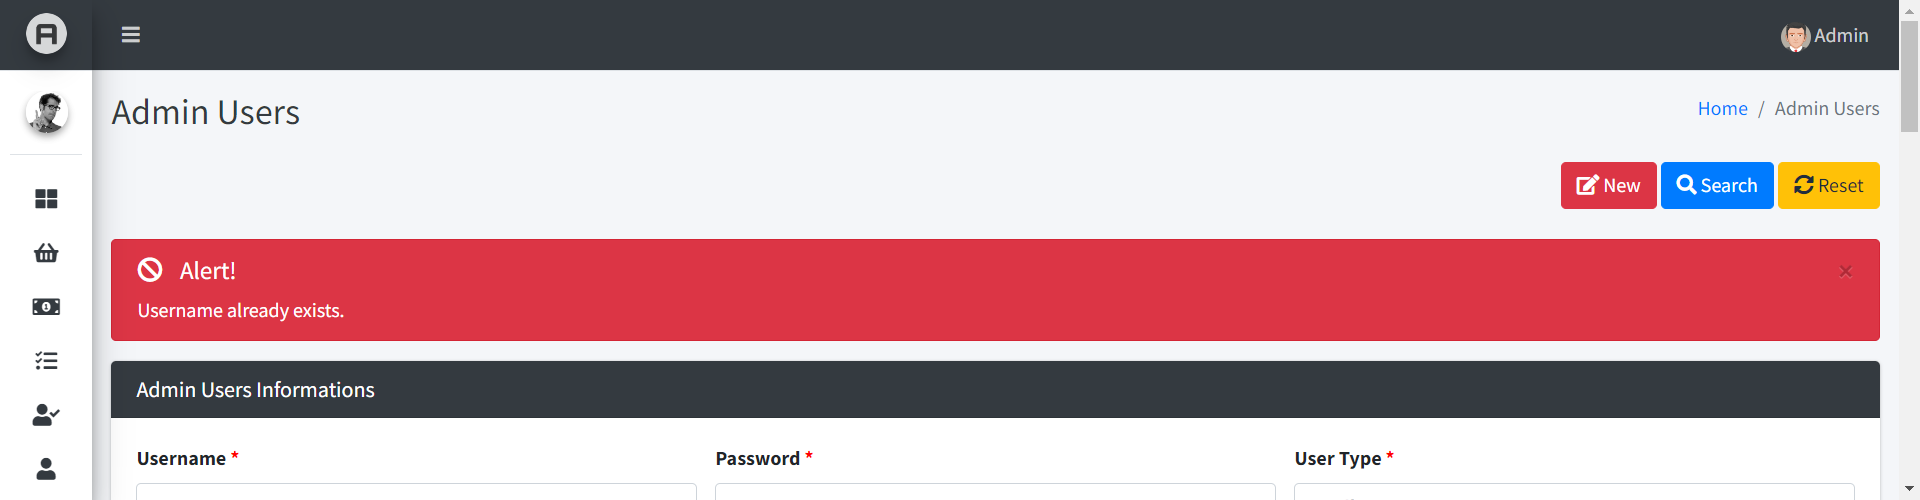 A
Admin
Admin Users
Home / Admin Users
New Search Reset
Alert!
×
Username already exists.
Admin Users Informations
Username * Password * User Type *